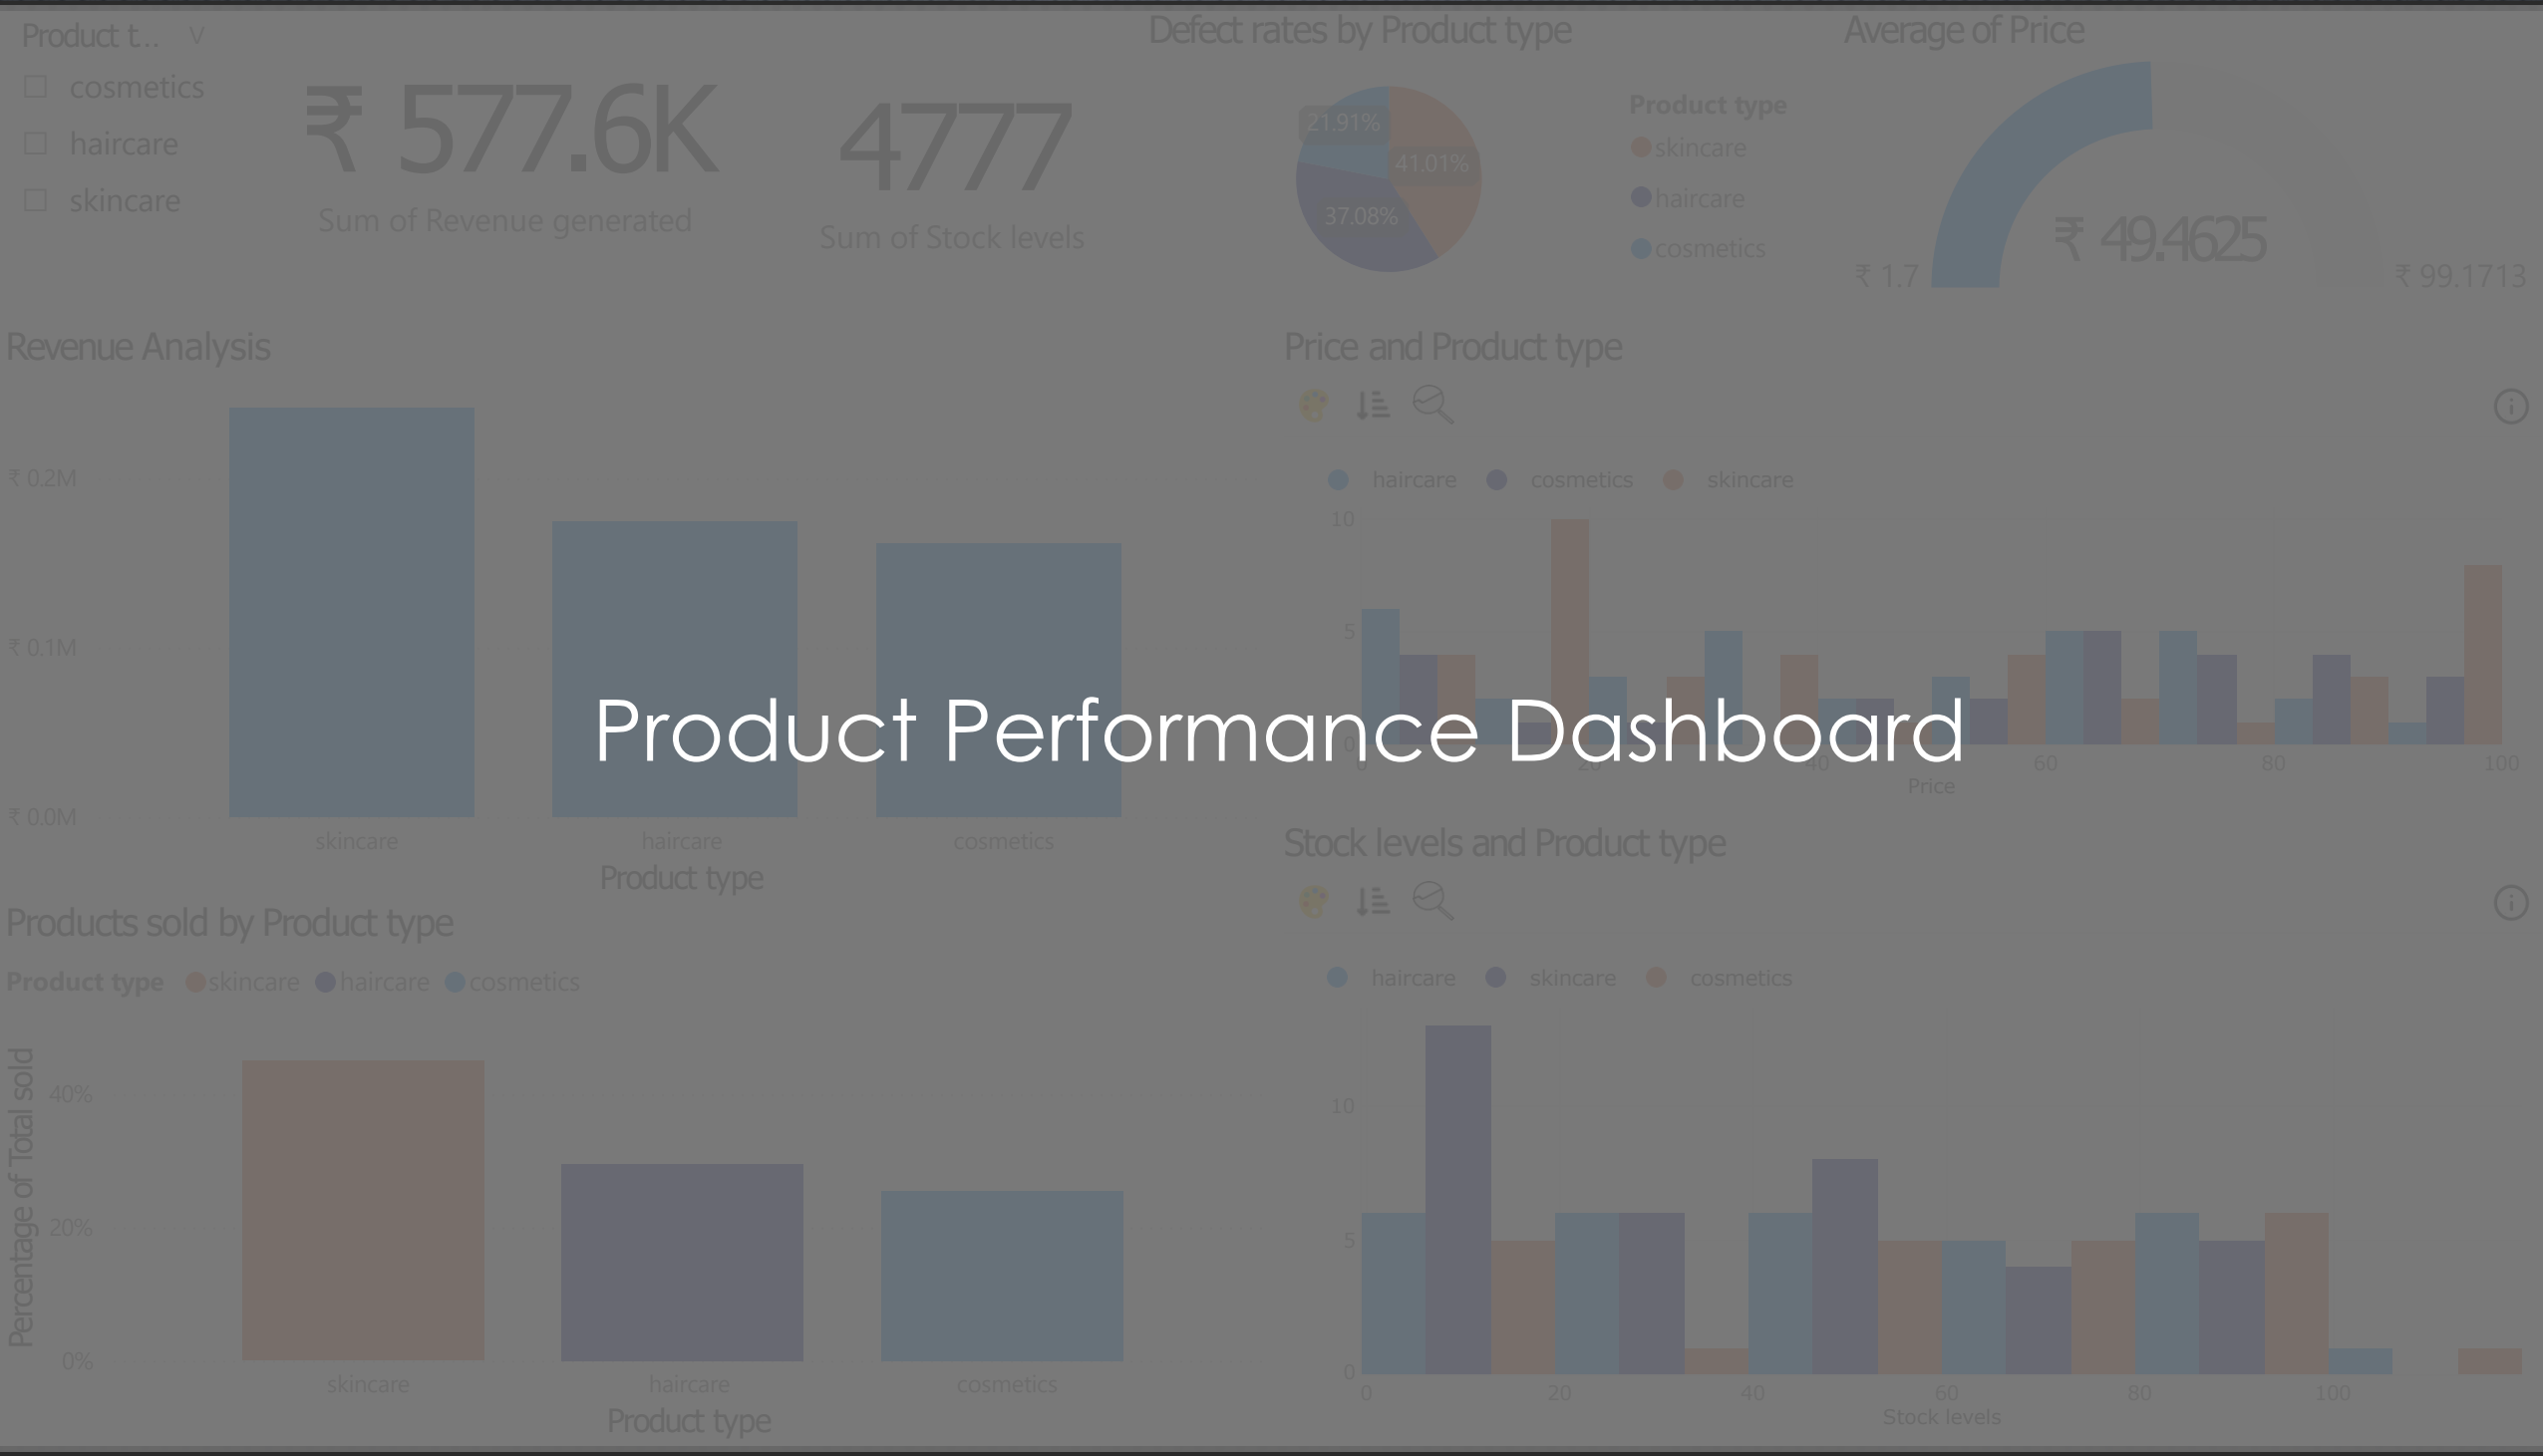 Product t...
cosmetics
haircare
skincare
₹ 577.6K
Sum of Revenue generated
4777
Sum of Stock levels
Defect rates by Product type
21.91%
41.01%
37.08%
Product type
skincare
haircare
cosmetics
Average of Price
₹ 49.4625
₹ 1.7
₹ 99.1713
Revenue Analysis
₹ 0.2M
₹ 0.1M
₹ 0.0M
skincare haircare cosmetics
Product type
Price and Product type
haircare cosmetics skincare
10
5
0
0 20 40 60 80 100
Price
Product Performance Dashboard
Products sold by Product type
Product type skincare haircare cosmetics
Percentage of Total sold
40%
20%
0%
skincare haircare cosmetics
Product type
Stock levels and Product type
haircare skincare cosmetics
10
5
0
0 20 40 60 80 100
Stock levels